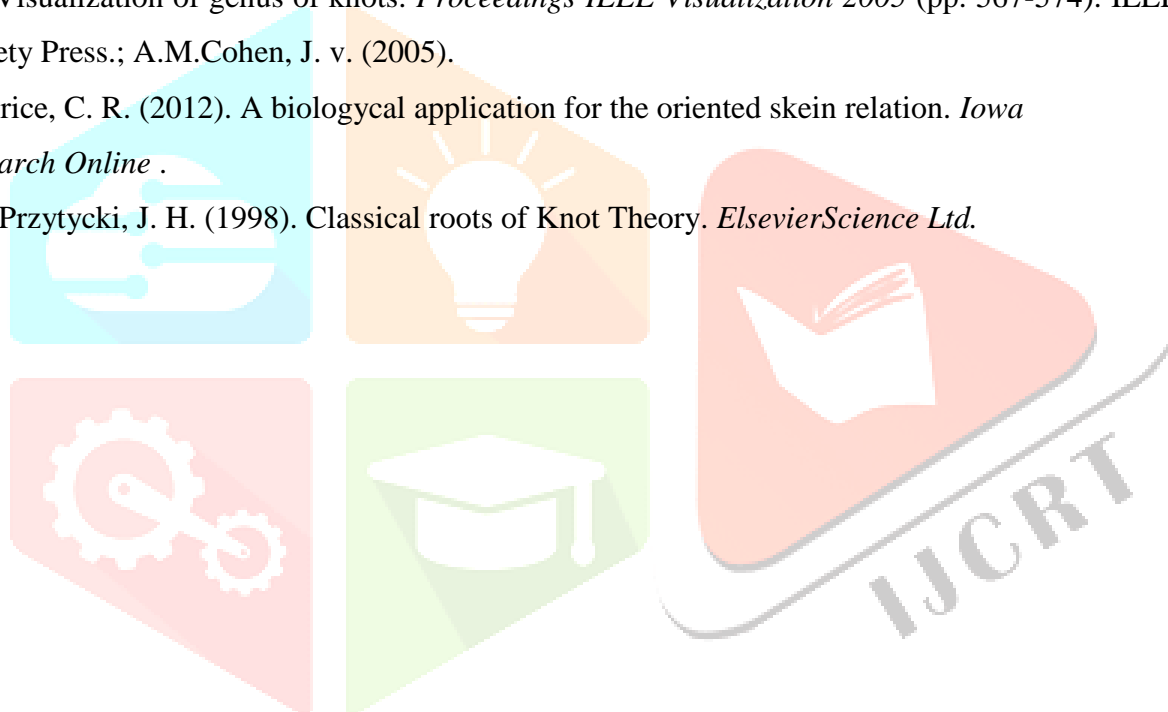 Visualization of genus of knots. Proceedings IEEE Visualization 2005 (pp. 567-574). IEEE
ety Press.; A.M.Cohen, J. v. (2005).
rice, C. R. (2012). A biologycal application for the oriented skein relation. Iowa
arch Online .
Przytycki, J. H. (1998). Classical roots of Knot Theory. ElsevierScience Ltd.
IJCRT